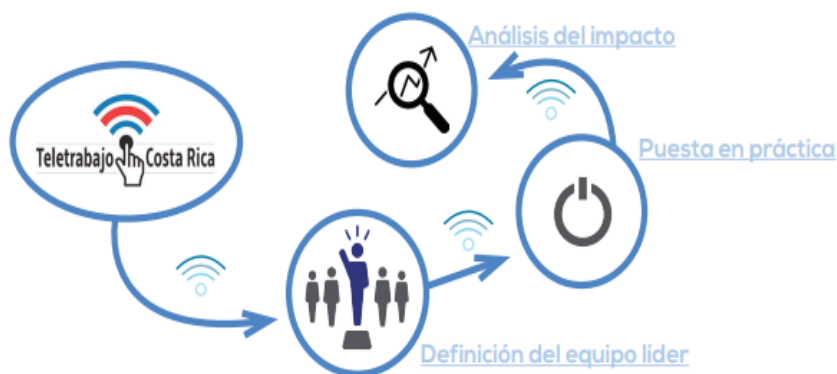 Análisis del impacto
Teletrabajo Costa Rica
Puesta en práctica
Definición del equipo líder